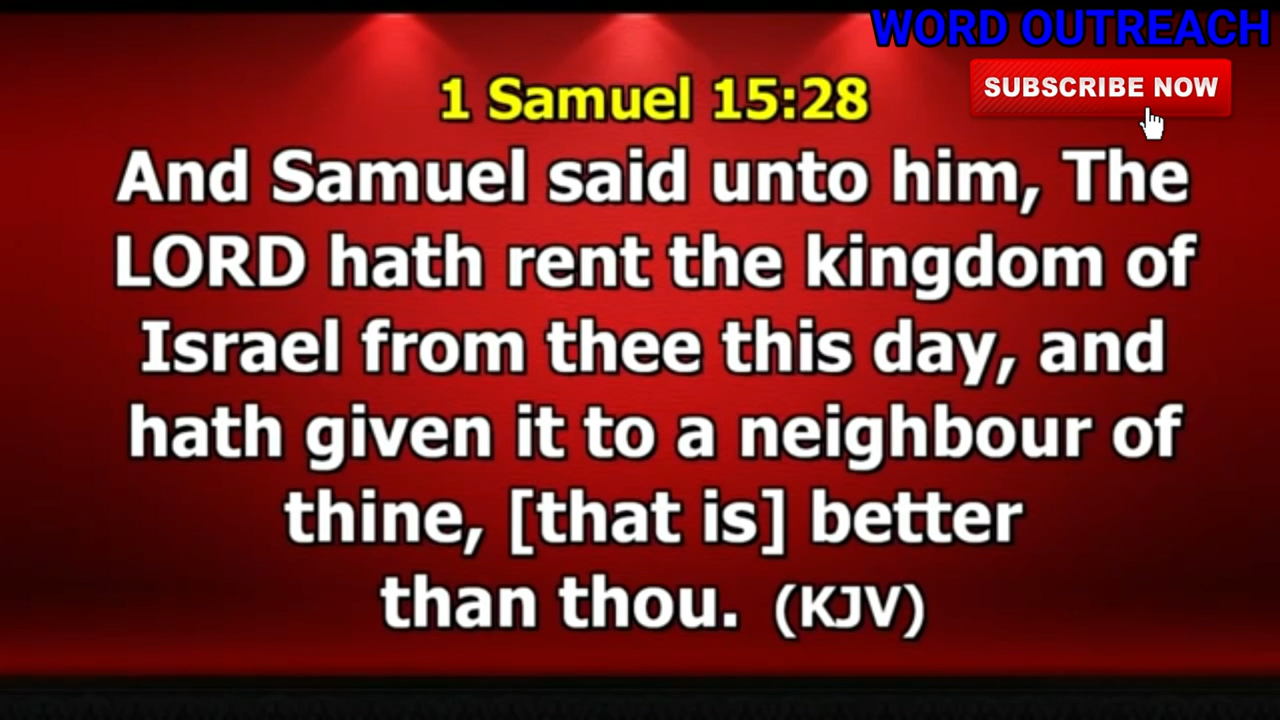 WORD OUTREACH
SUBSCRIBE NOW
1 Samuel 15:28
And Samuel said unto him, The
LORD hath rent the kingdom of
Israel from thee this day, and
hath given it to a neighbour of
thine, [that is] better
than thou. (KJV)